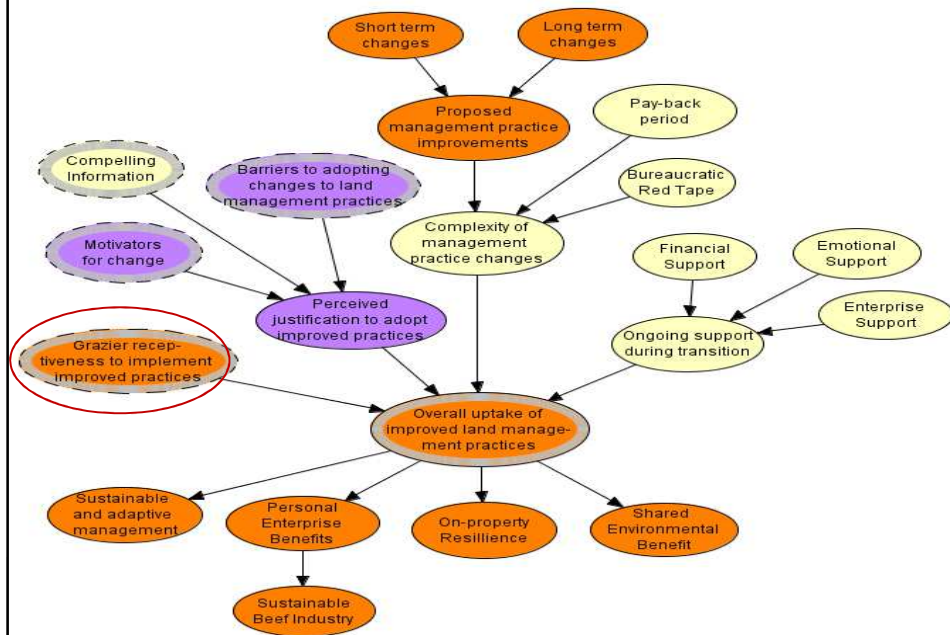 Short term
changes
Long term
changes
Proposed
management practice
improvements
Pay-back
period
Compelling
Information
Barriers to adopting
changes to land
management practices
Bureaucratic
Red Tape
Complexity of
management
practice changes
Motivators
for change
Financial
Support
Emotional
Support
Perceived
justification to adopt
improved practices
Enterprise
Support
Ongoing support
during transition
Grazier recep-
tiveness to implement
improved practices
Overall uptake of
improved land manage-
ment practices
Sustainable
and adaptive
management
Personal
Enterprise
Benefits
On-property
Resillience
Shared
Environmental
Benefit
Sustainable
Beef Industry